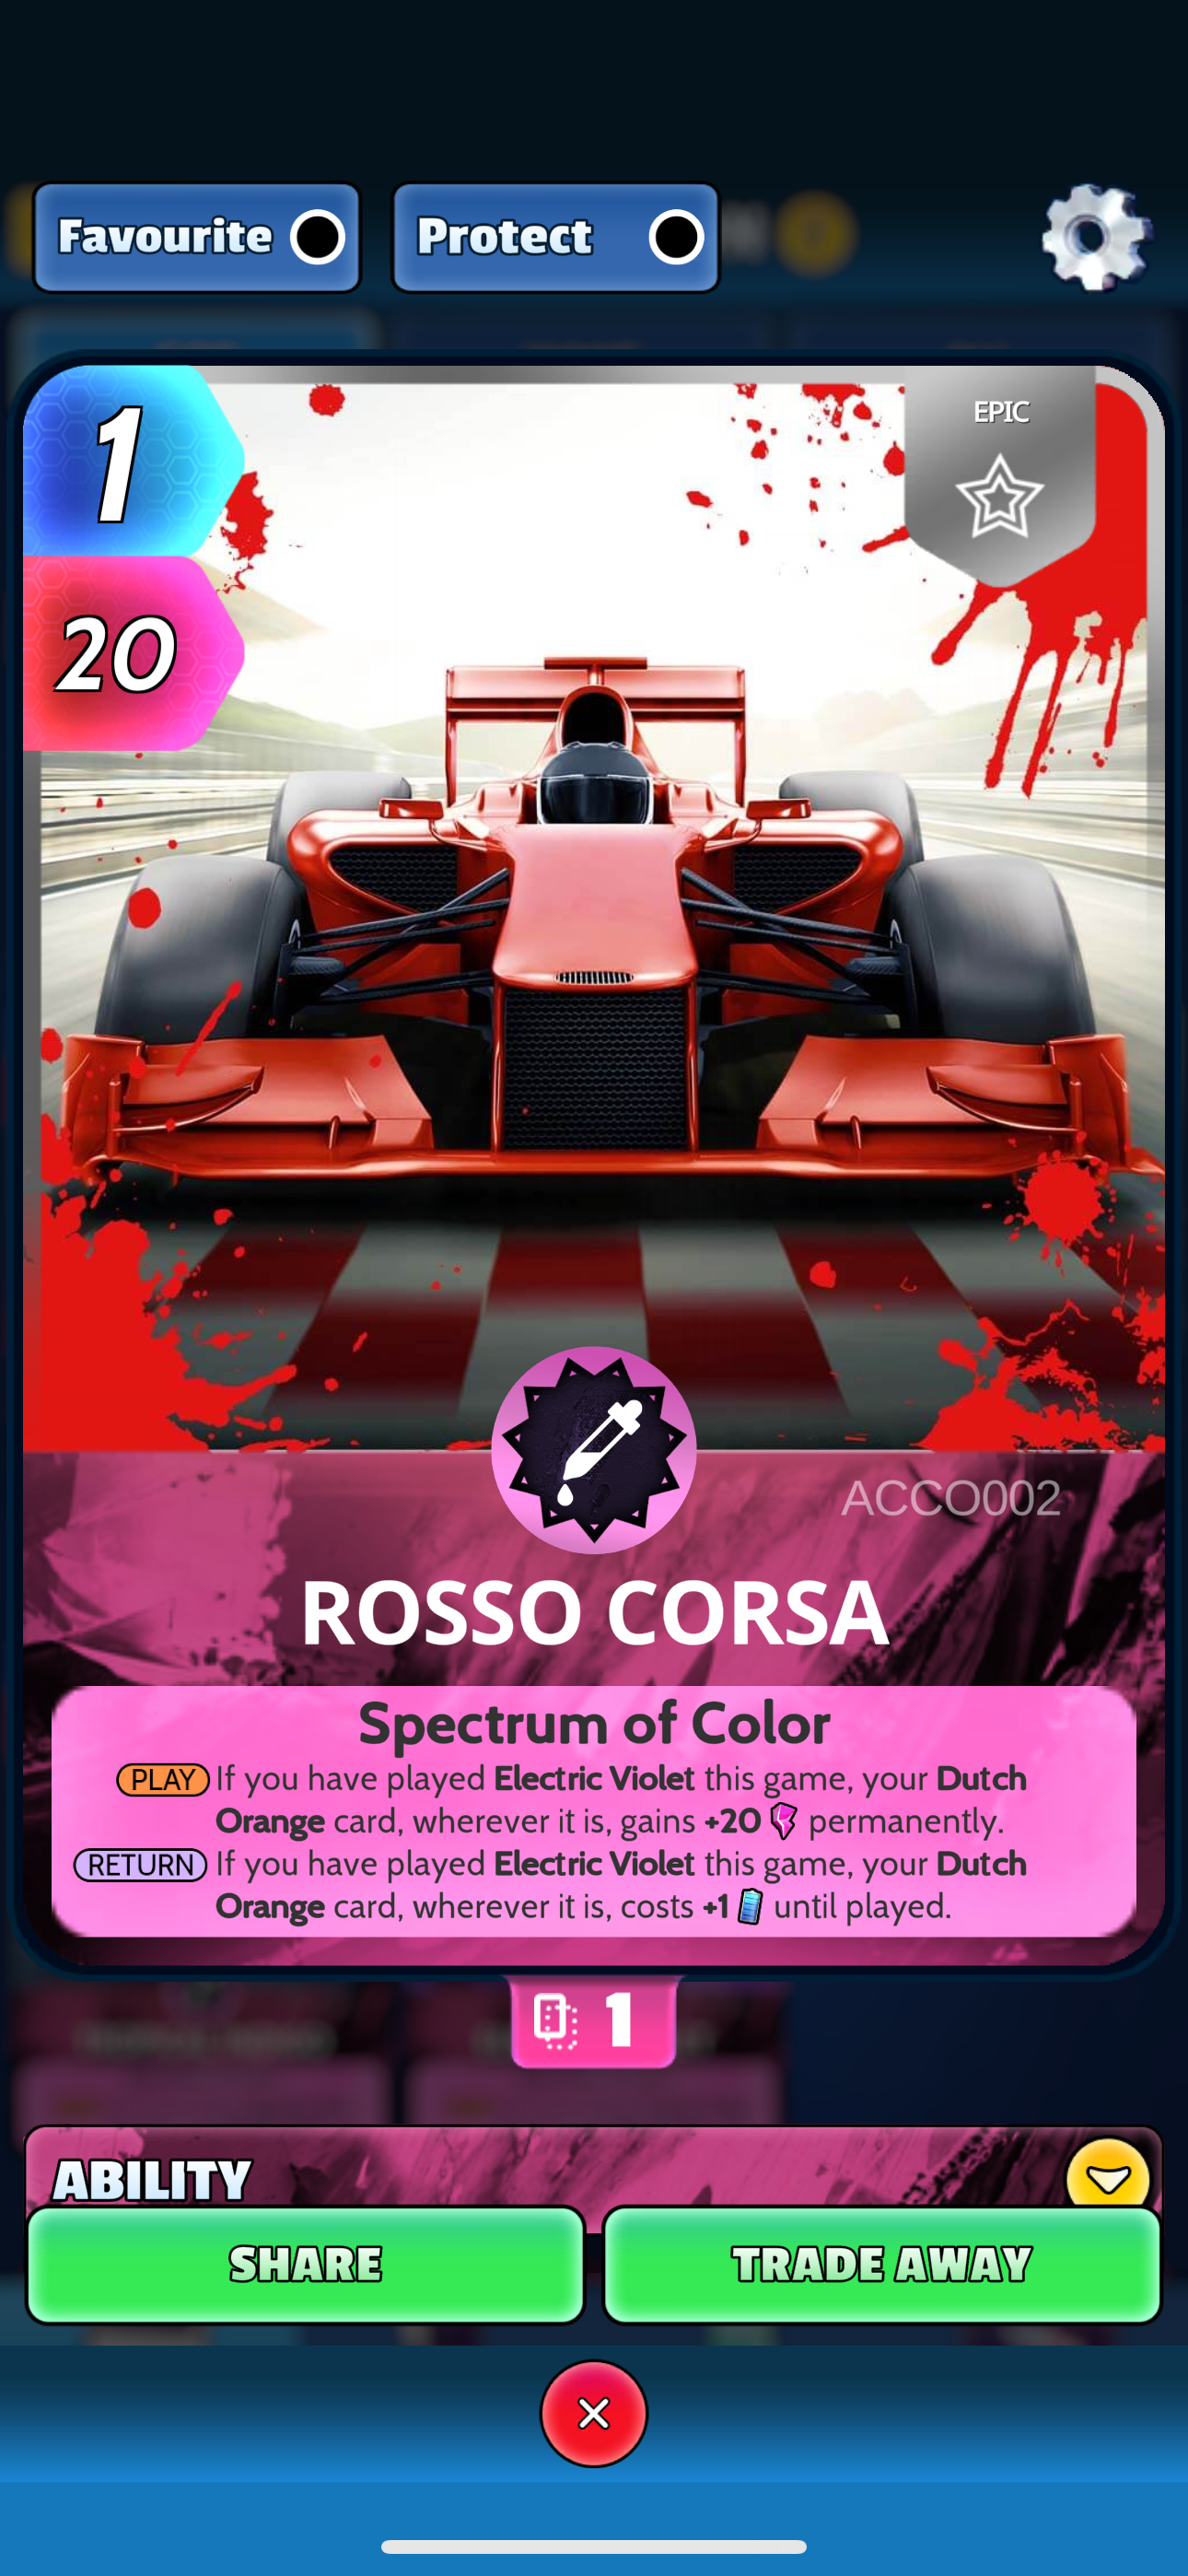 Favourite
Protect
1
EPIC
20
ACCO002
ROSSO CORSA
Spectrum of Color
PLAY If you have played Electric Violet this game, your Dutch
Orange card, wherever it is, gains +20 permanently.
RETURN If you have played Electric Violet this game, your Dutch
Orange card, wherever it is, costs +1 until played.
1
ABILITY
SHARE
TRADE AWAY